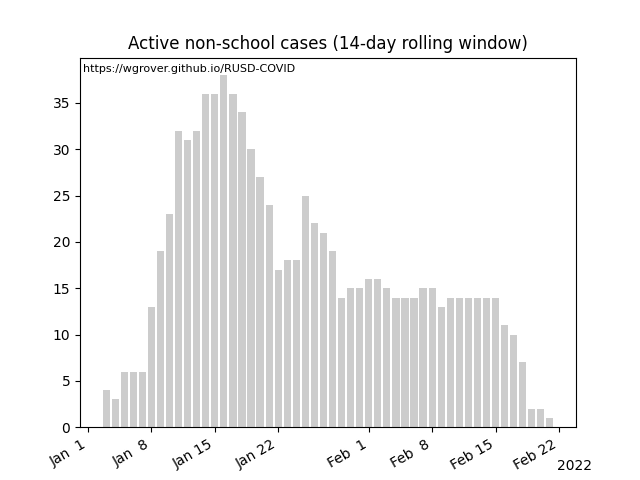 Active non-school cases (14-day rolling window)
https://wgrover.github.io/RUSD-COVID
35
30
25
20
15
10
5
0
Jan 1
Jan 8
Jan 15
Jan 22
Feb 1
Feb 8
Feb 15
Feb 22
2022